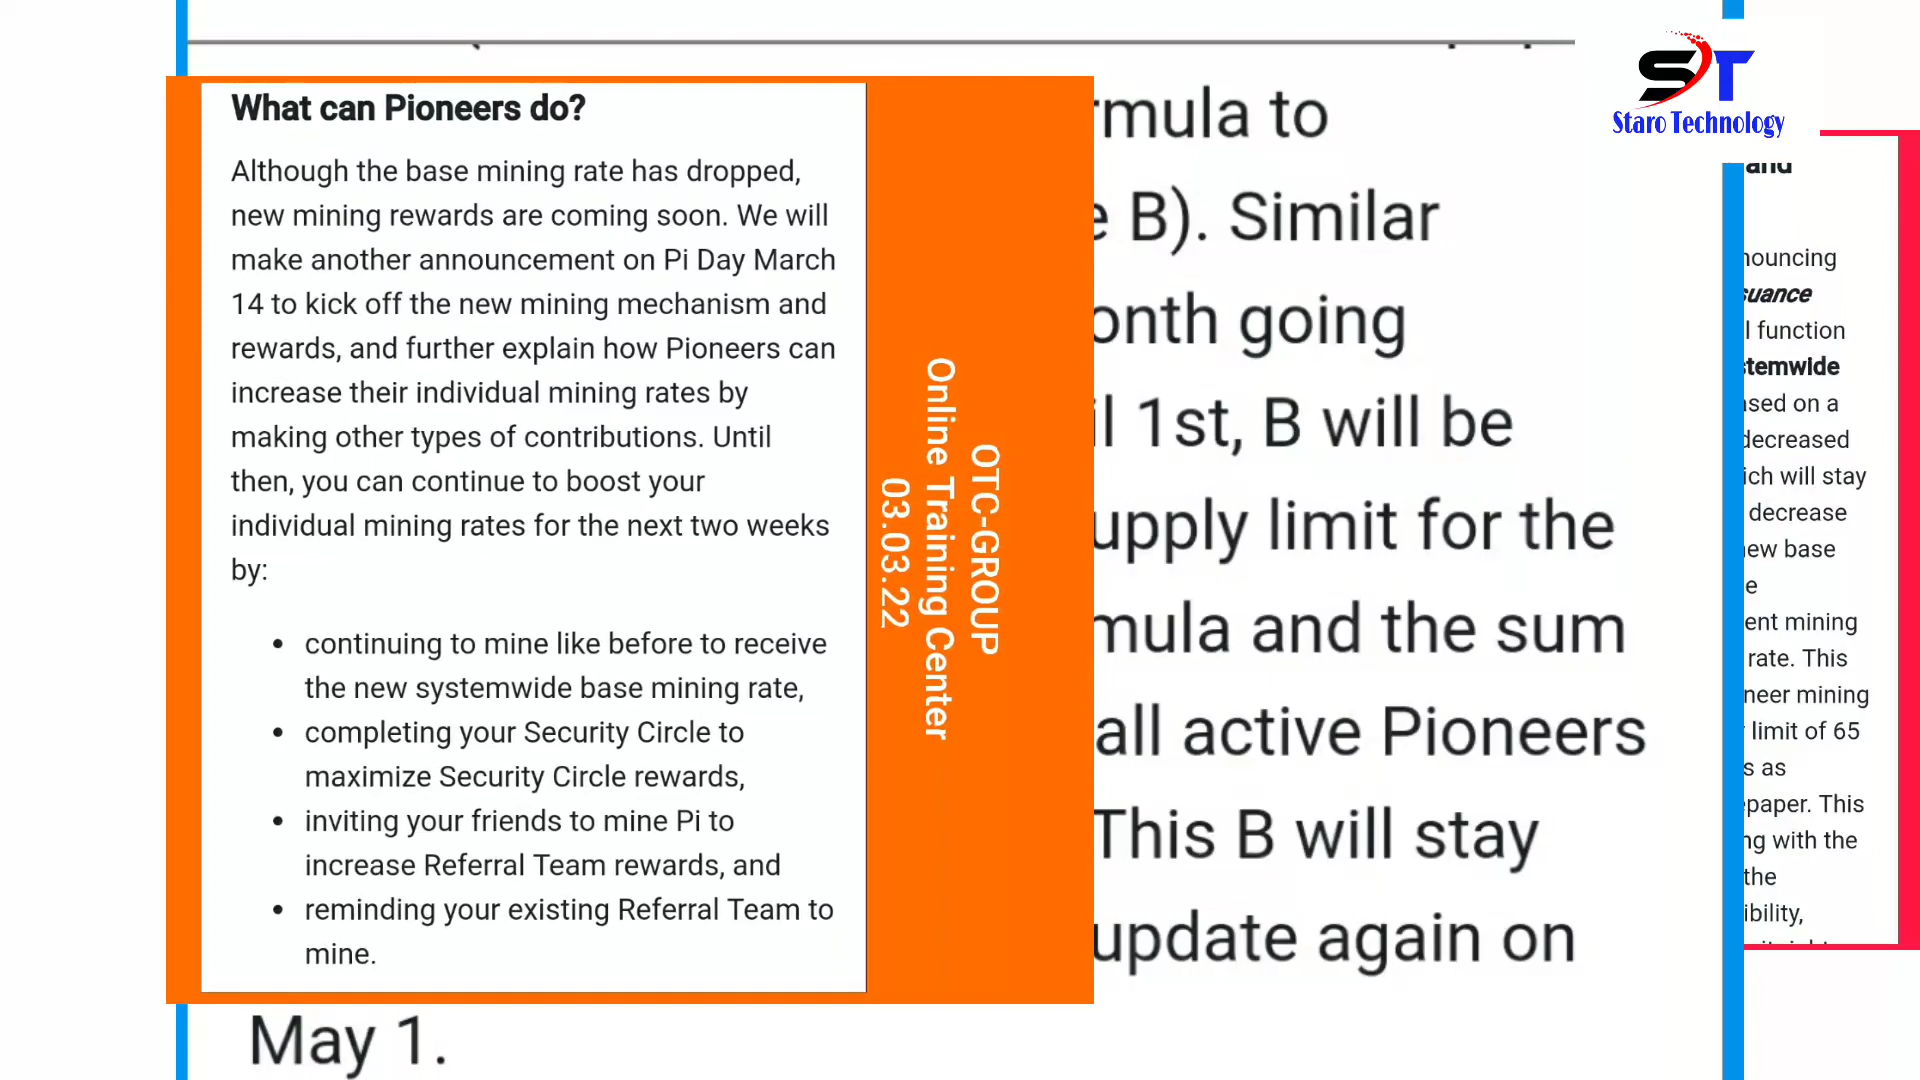 What can Pioneers do?
Although the base mining rate has dropped,
new mining rewards are coming soon. We will
make another announcement on Pi Day March
14 to kick off the new mining mechanism and
rewards, and further explain how Pioneers can
increase their individual mining rates by
making other types of contributions. Until
then, you can continue to boost your
individual mining rates for the next two weeks
by:
• continuing to mine like before to receive
the new systemwide base mining rate,
• completing your Security Circle to
maximize Security Circle rewards,
• inviting your friends to mine Pi to
increase Referral Team rewards, and
• reminding your existing Referral Team to
mine.
OTC-GROUP
Online Training Center
03.03.22
rmula to
e B). Similar
onth going
il 1st, B will be
upply limit for the
mula and the sum
all active Pioneers
This B will stay
update again on
May 1.
ST
Staro Technology
and
nouncing
suance
l function
stemwide
ased on a
decreased
ich will stay
decrease
new base
e
ent mining
rate. This
neer mining
limit of 65
s as
epaper. This
ng with the
the
ibility,